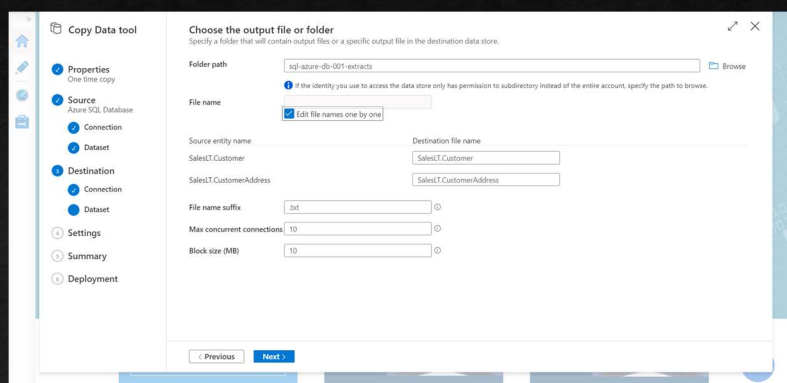 Copy Data tool
Properties
One time copy
Source
Azure SQL Database
Connection
Dataset
3 Destination
Connection
Dataset
4 Settings
5 Summary
6 Deployment
Choose the output file or folder
Specify a folder that will contain output files or a specific output file in the destination data store.
Folder path sql-azure-db-001-extracts Browse
If the identity you use to access the data store only has permission to subdirectory instead of the entire account, specify the path to browse.
File name
Edit file names one by one
Source entity name Destination file name
SalesLT.Customer SalesLT.Customer
SalesLT.CustomerAddress SalesLT.CustomerAddress
File name suffix .txt
Max concurrent connections 10
Block size (MB) 10
< Previous Next >